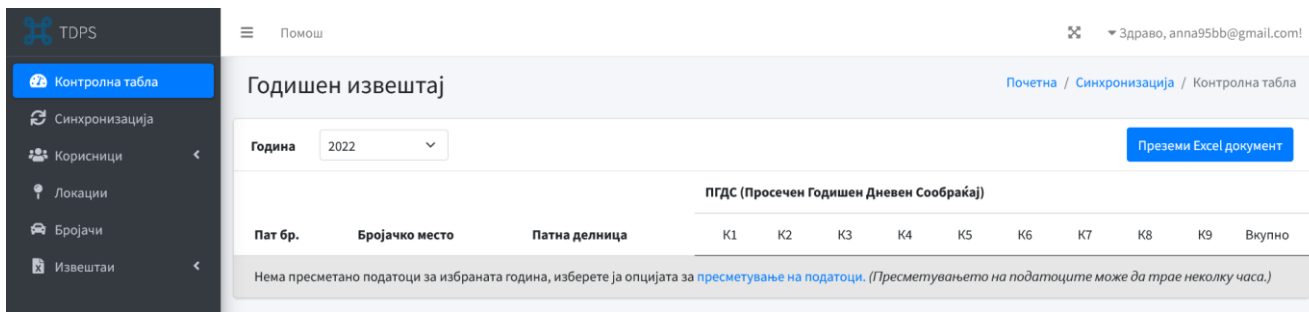 TDPS
Помош
Здраво, anna95bb@gmail.com!
Контролна табла
Синхронизација
Корисници
Локации
Бројачи
Извештаи
Годишен извештај
Почетна / Синхронизација / Контролна табла
Година 2022
Преземи Excel документ
ПГДС (Просечен Годишен Дневен Сообраќај)
Пат бр. Бројачко место Патна делница К1 К2 К3 К4 К5 К6 К7 К8 К9 Вкупно
Нема пресметано податоци за избраната година, изберете ја опцијата за пресметување на податоци. (Пресметувањето на податоците може да трае неколку часа.)